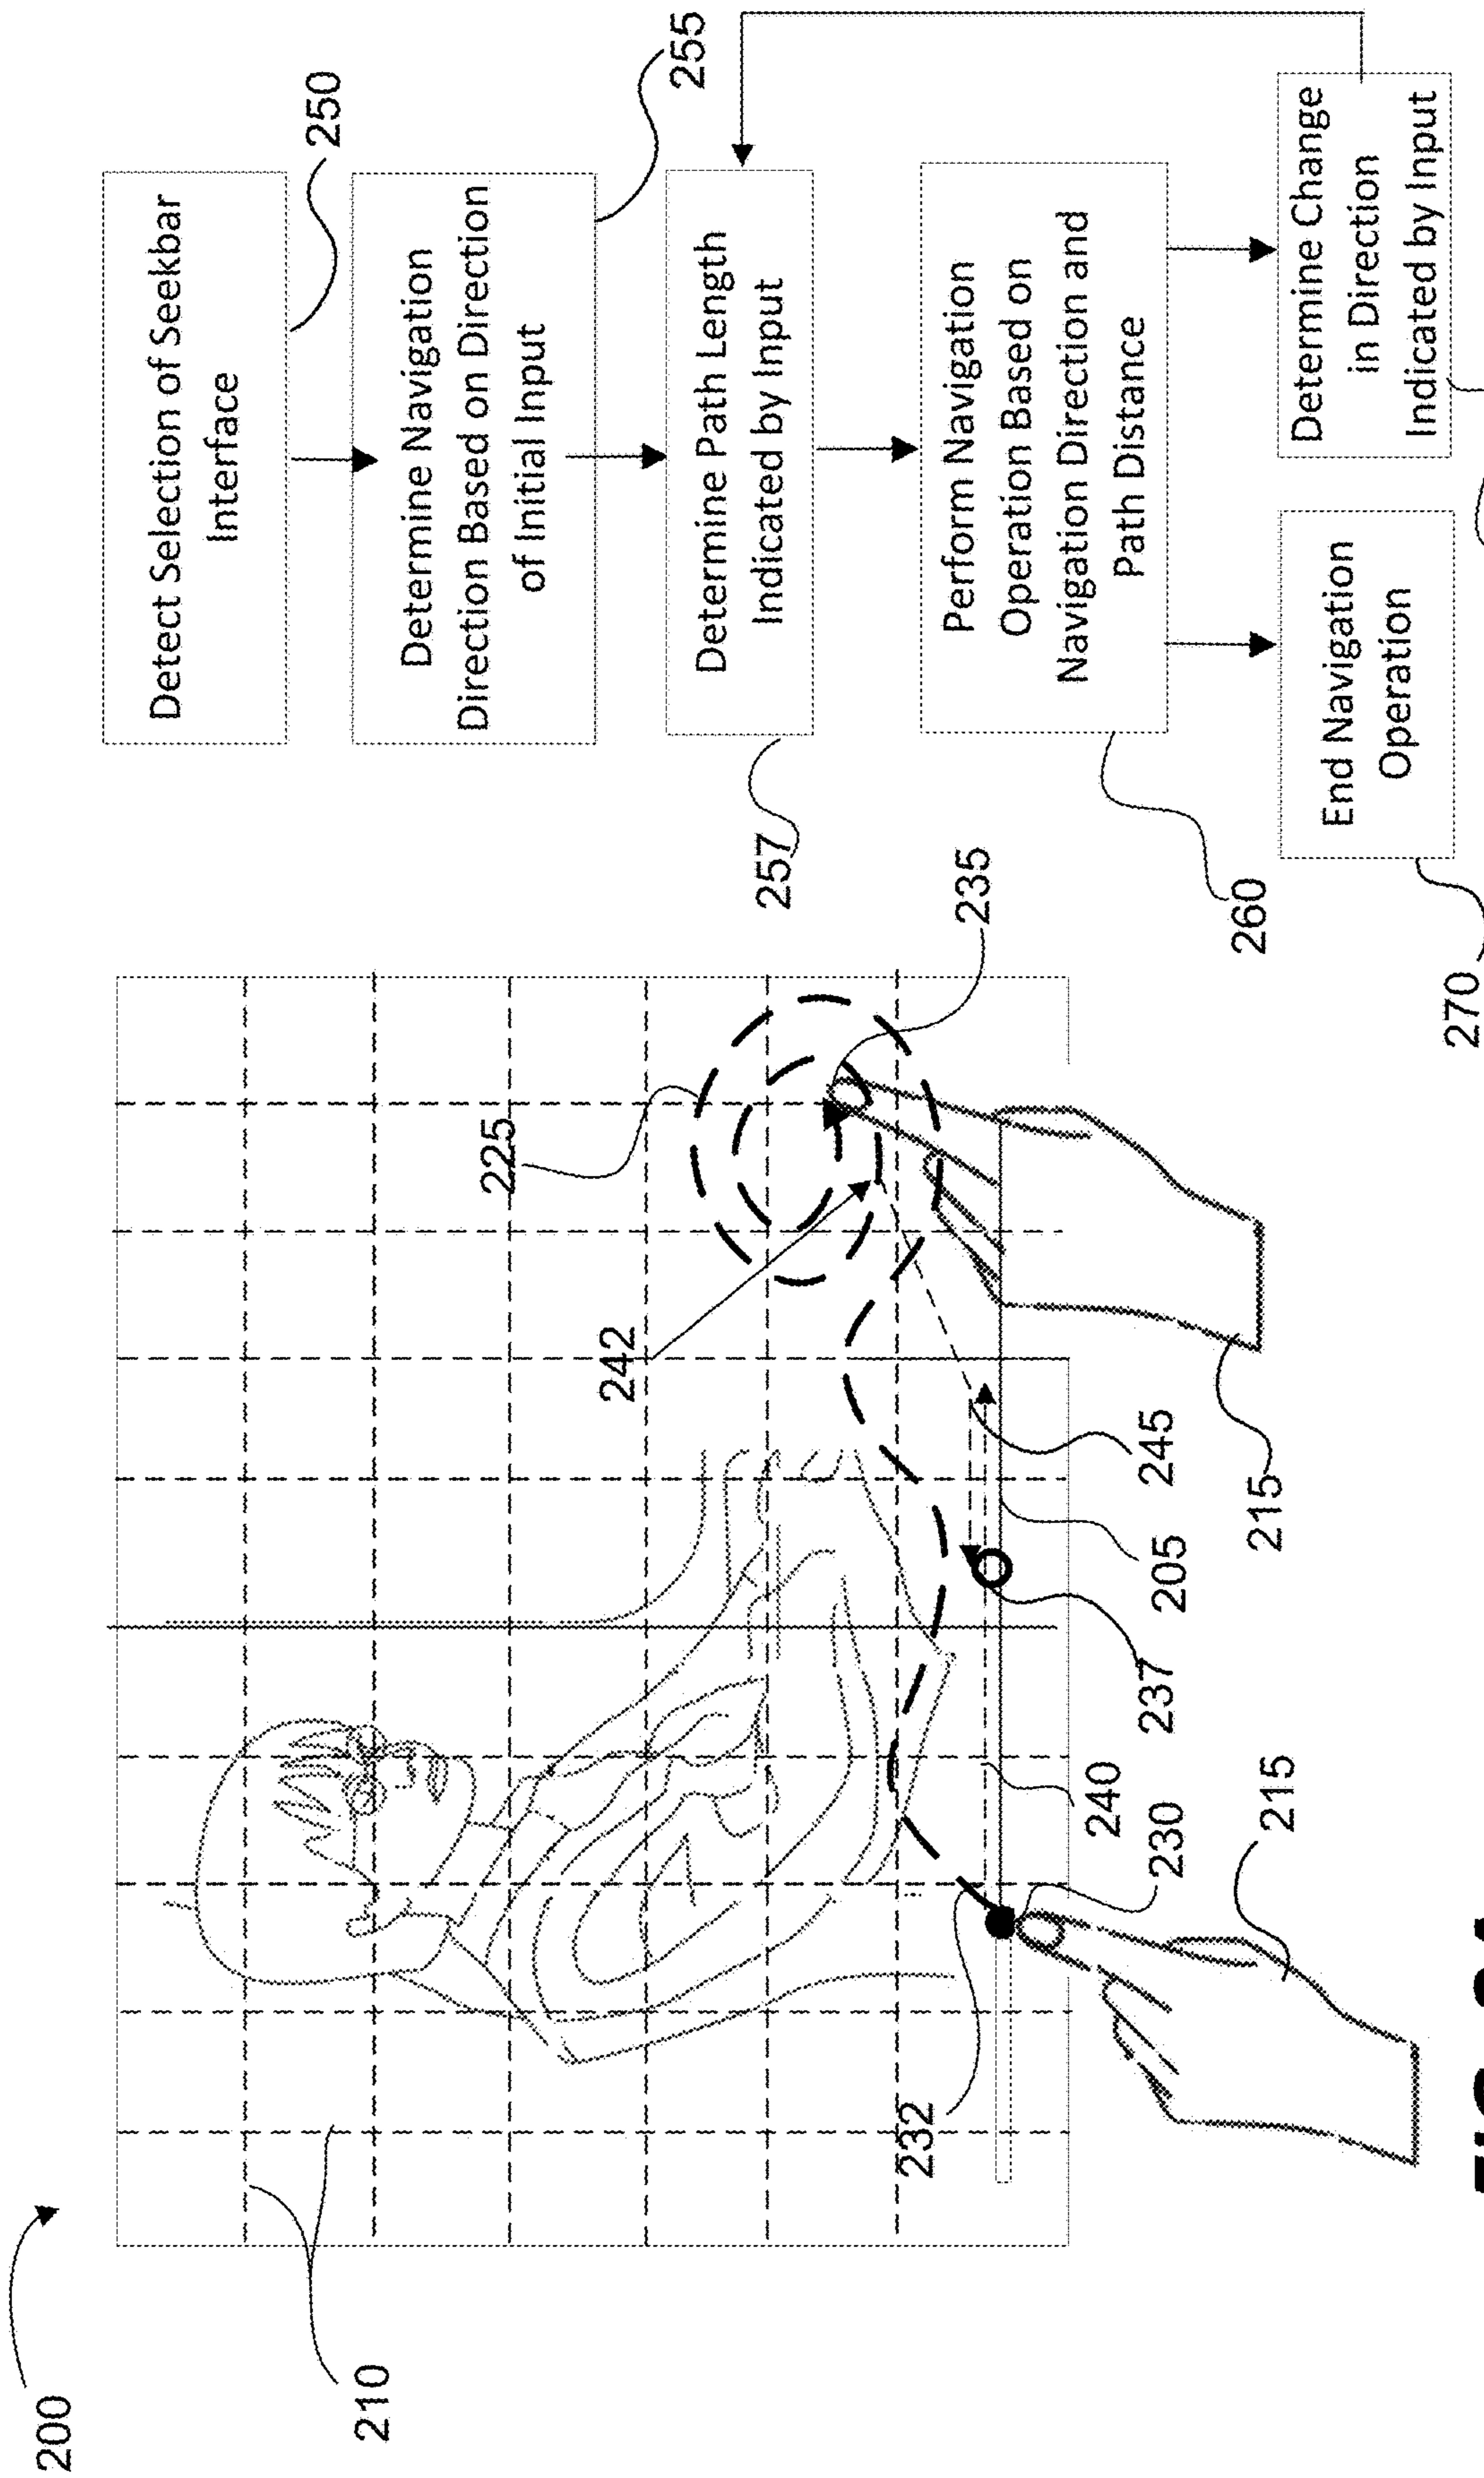 200
210
225
242
235
232
240
230
237
205
245
215
215
Detect Selection of Seekbar
Interface
250
Determine Navigation
Direction Based on Direction
of Initial Input
255
Determine Path Length
Indicated by Input
257
Perform Navigation
Operation Based on
Navigation Direction and
Path Distance
260
End Navigation
Operation
270
Determine Change
in Direction
Indicated by Input